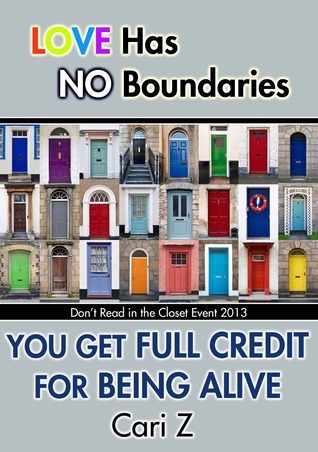 LOVE Has
NO Boundaries
Don't Read in the Closet Event 2013
YOU GET FULL CREDIT
FOR BEING ALIVE
Cari Z